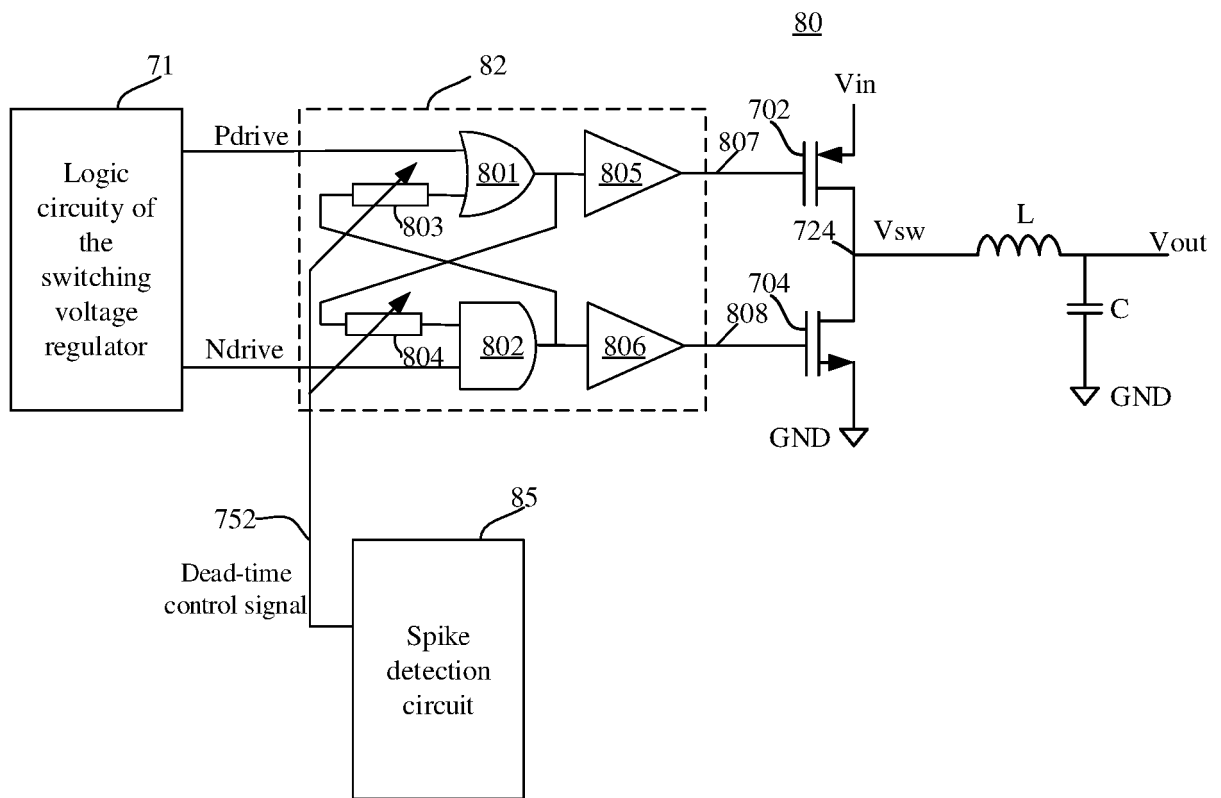 80
71
82
Vin
702
Pdrive
807
801
805
Logic
circuity of
the
switching
voltage
regulator
803
724
Vsw
L
Vout
704
808
C
Ndrive
804
802
806
GND
GND
752
85
Dead-time
control signal
Spike
detection
circuit